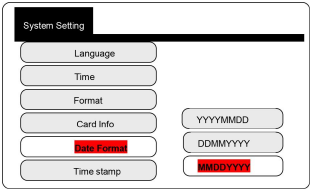 System Setting
Language
Time
Format
Card Info
Date Format
Time stamp
YYYYMMDD
DDMMYYYY
MMDDYYYY